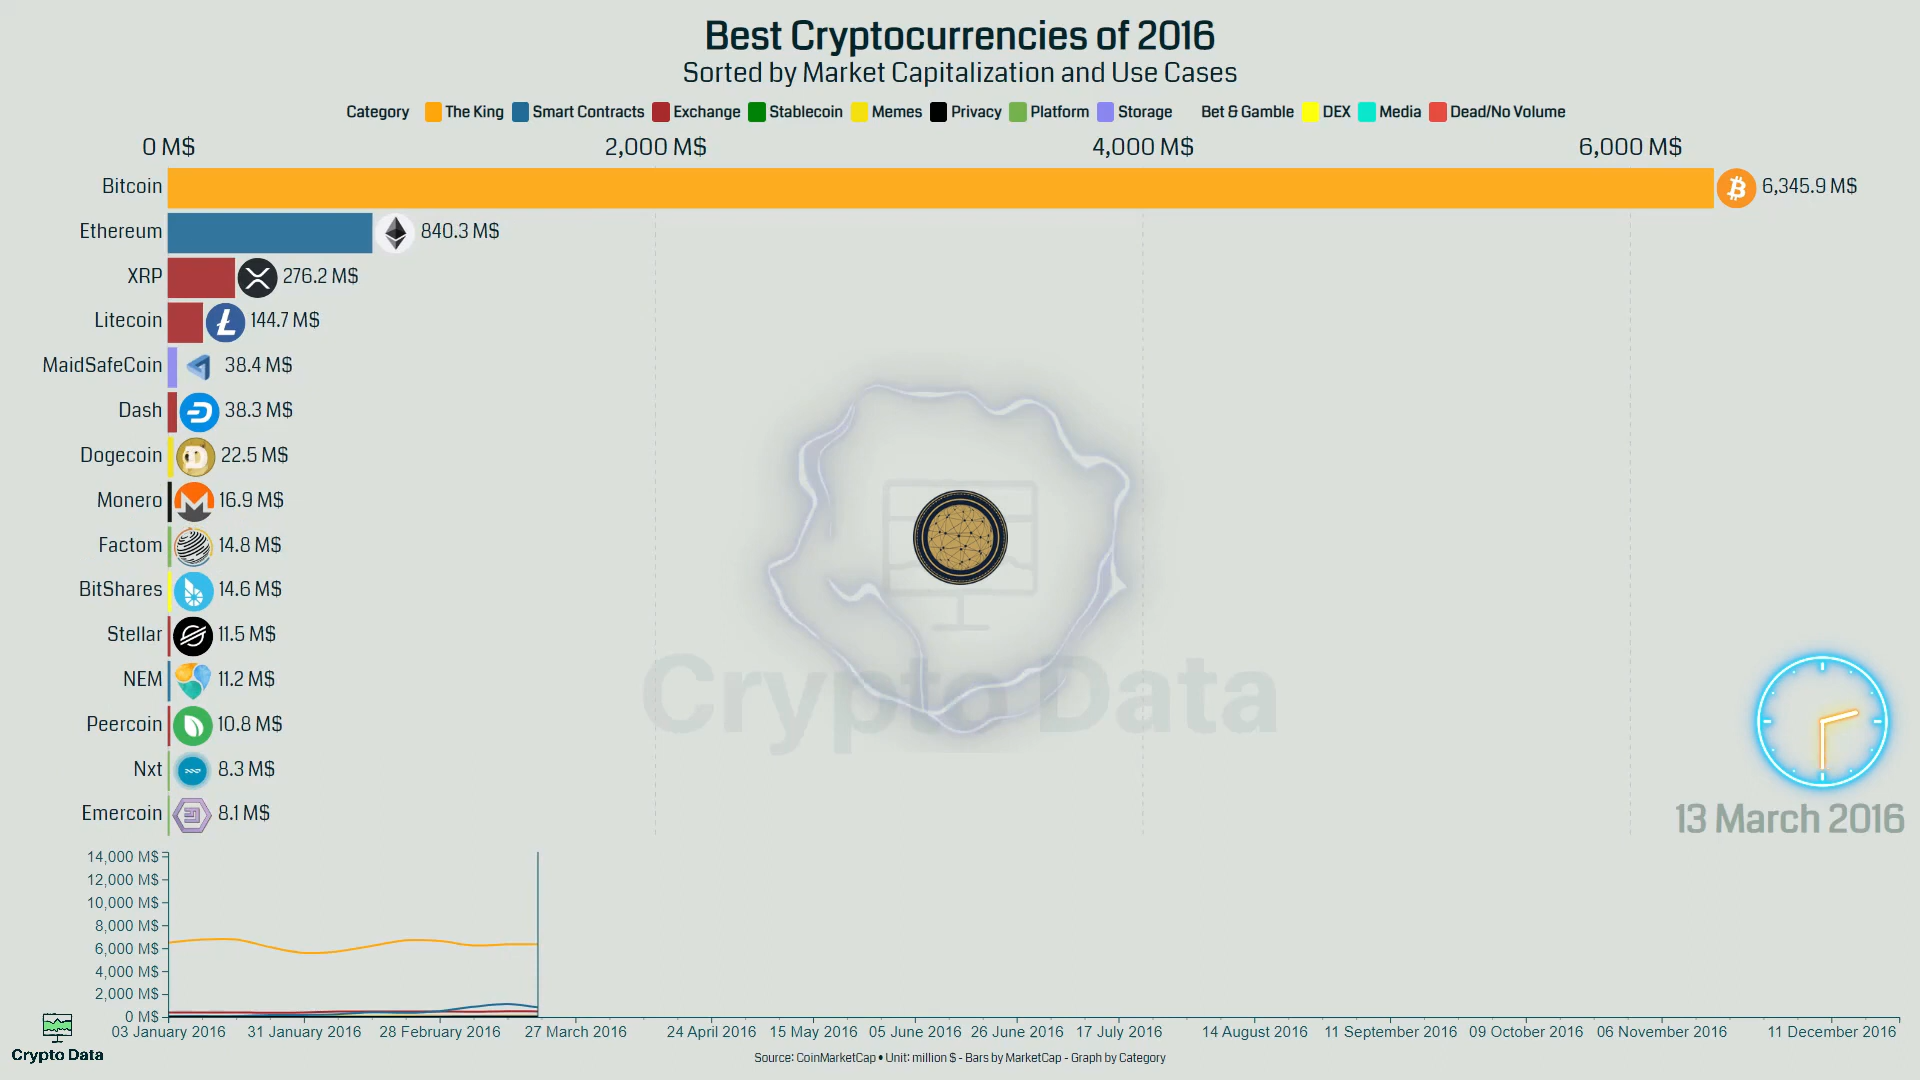 Best Cryptocurrencies of 2016
Sorted by Market Capitalization and Use Cases
Category The King Smart Contracts Exchange Stablecoin Memes Privacy Platform Storage Bet & Gamble DEX Media Dead/No Volume
0 M$ 2,000 M$ 4,000 M$ 6,000 M$
Bitcoin 6,345.9 M$
Ethereum 840.3 M$
XRP 276.2 M$
Litecoin 144.7 M$
MaidSafeCoin 38.4 M$
Dash 38.3 M$
Dogecoin 22.5 M$
Monero 16.9 M$
Factom 14.8 M$
BitShares 14.6 M$
Stellar 11.5 M$
NEM 11.2 M$
Peercoin 10.8 M$
Nxt 8.3 M$
Emercoin 8.1 M$
Crypto Data
13 March 2016
14,000 M$
12,000 M$
10,000 M$
8,000 M$
6,000 M$
4,000 M$
2,000 M$
0 M$
03 January 2016 31 January 2016 28 February 2016 27 March 2016 24 April 2016 15 May 2016 05 June 2016 26 June 2016 17 July 2016 14 August 2016 11 September 2016 09 October 2016 06 November 2016 11 December 2016
Crypto Data
Source: CoinMarketCap • Unit: million $ - Bars by MarketCap - Graph by Category